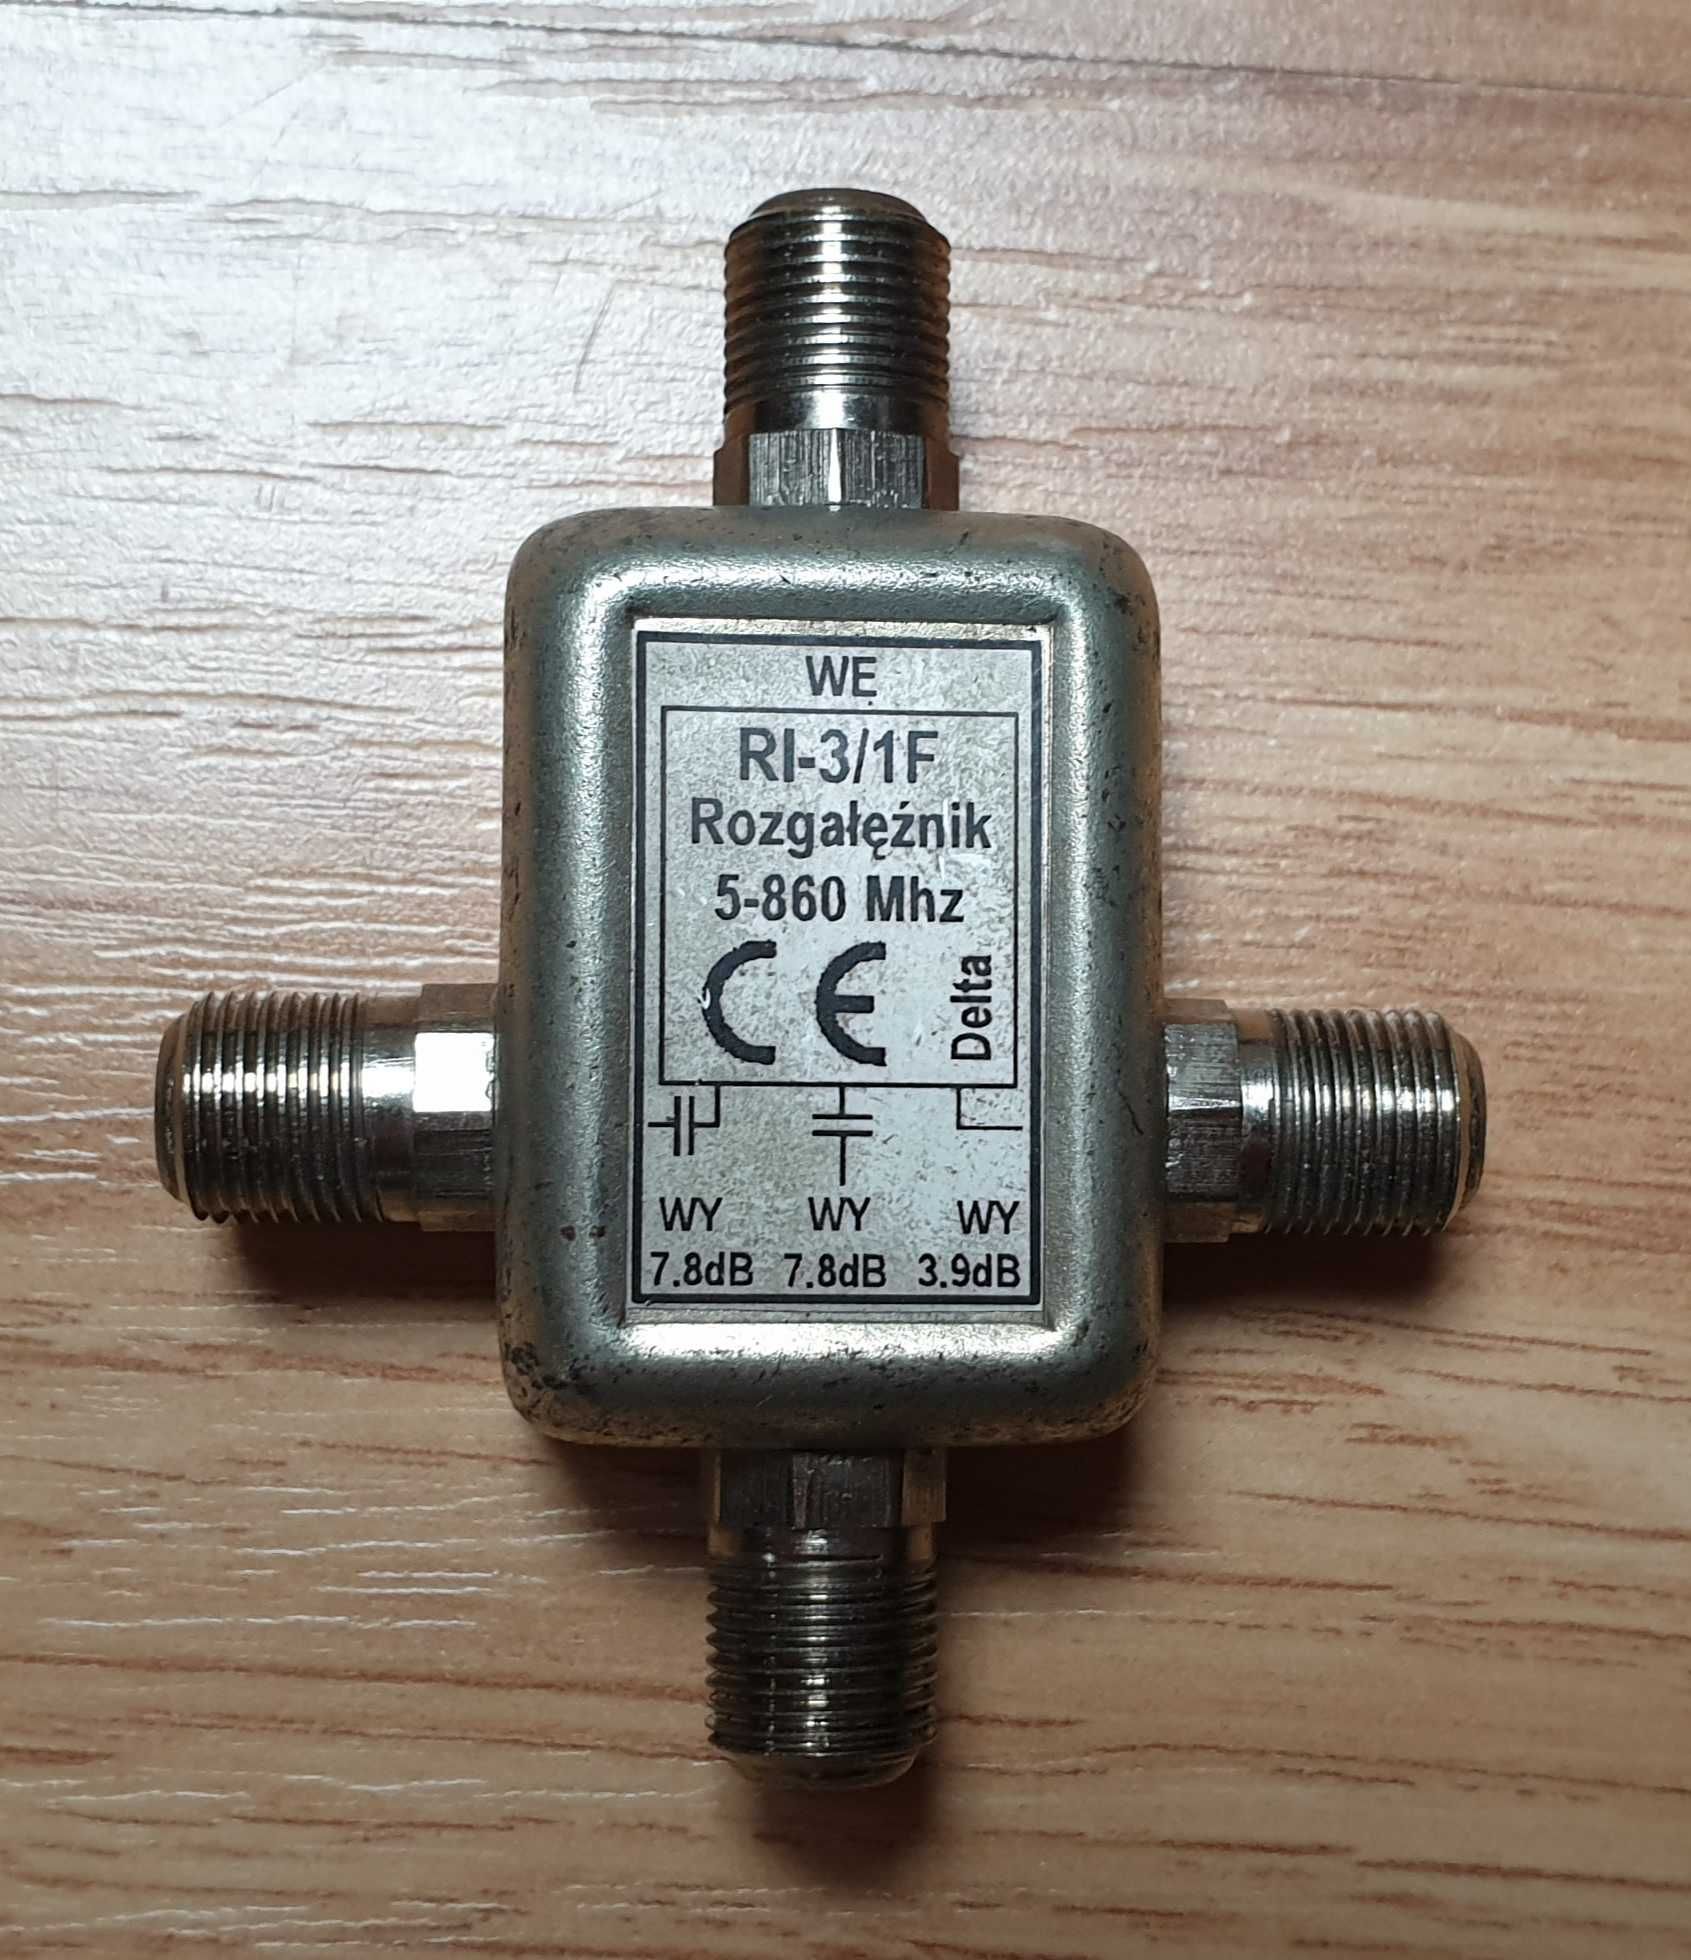 WE
RI-3/1F
Rozgałęźnik
5-860 Mhz
CE Delta
WY WY WY
7.8dB 7.8dB 3.9dB